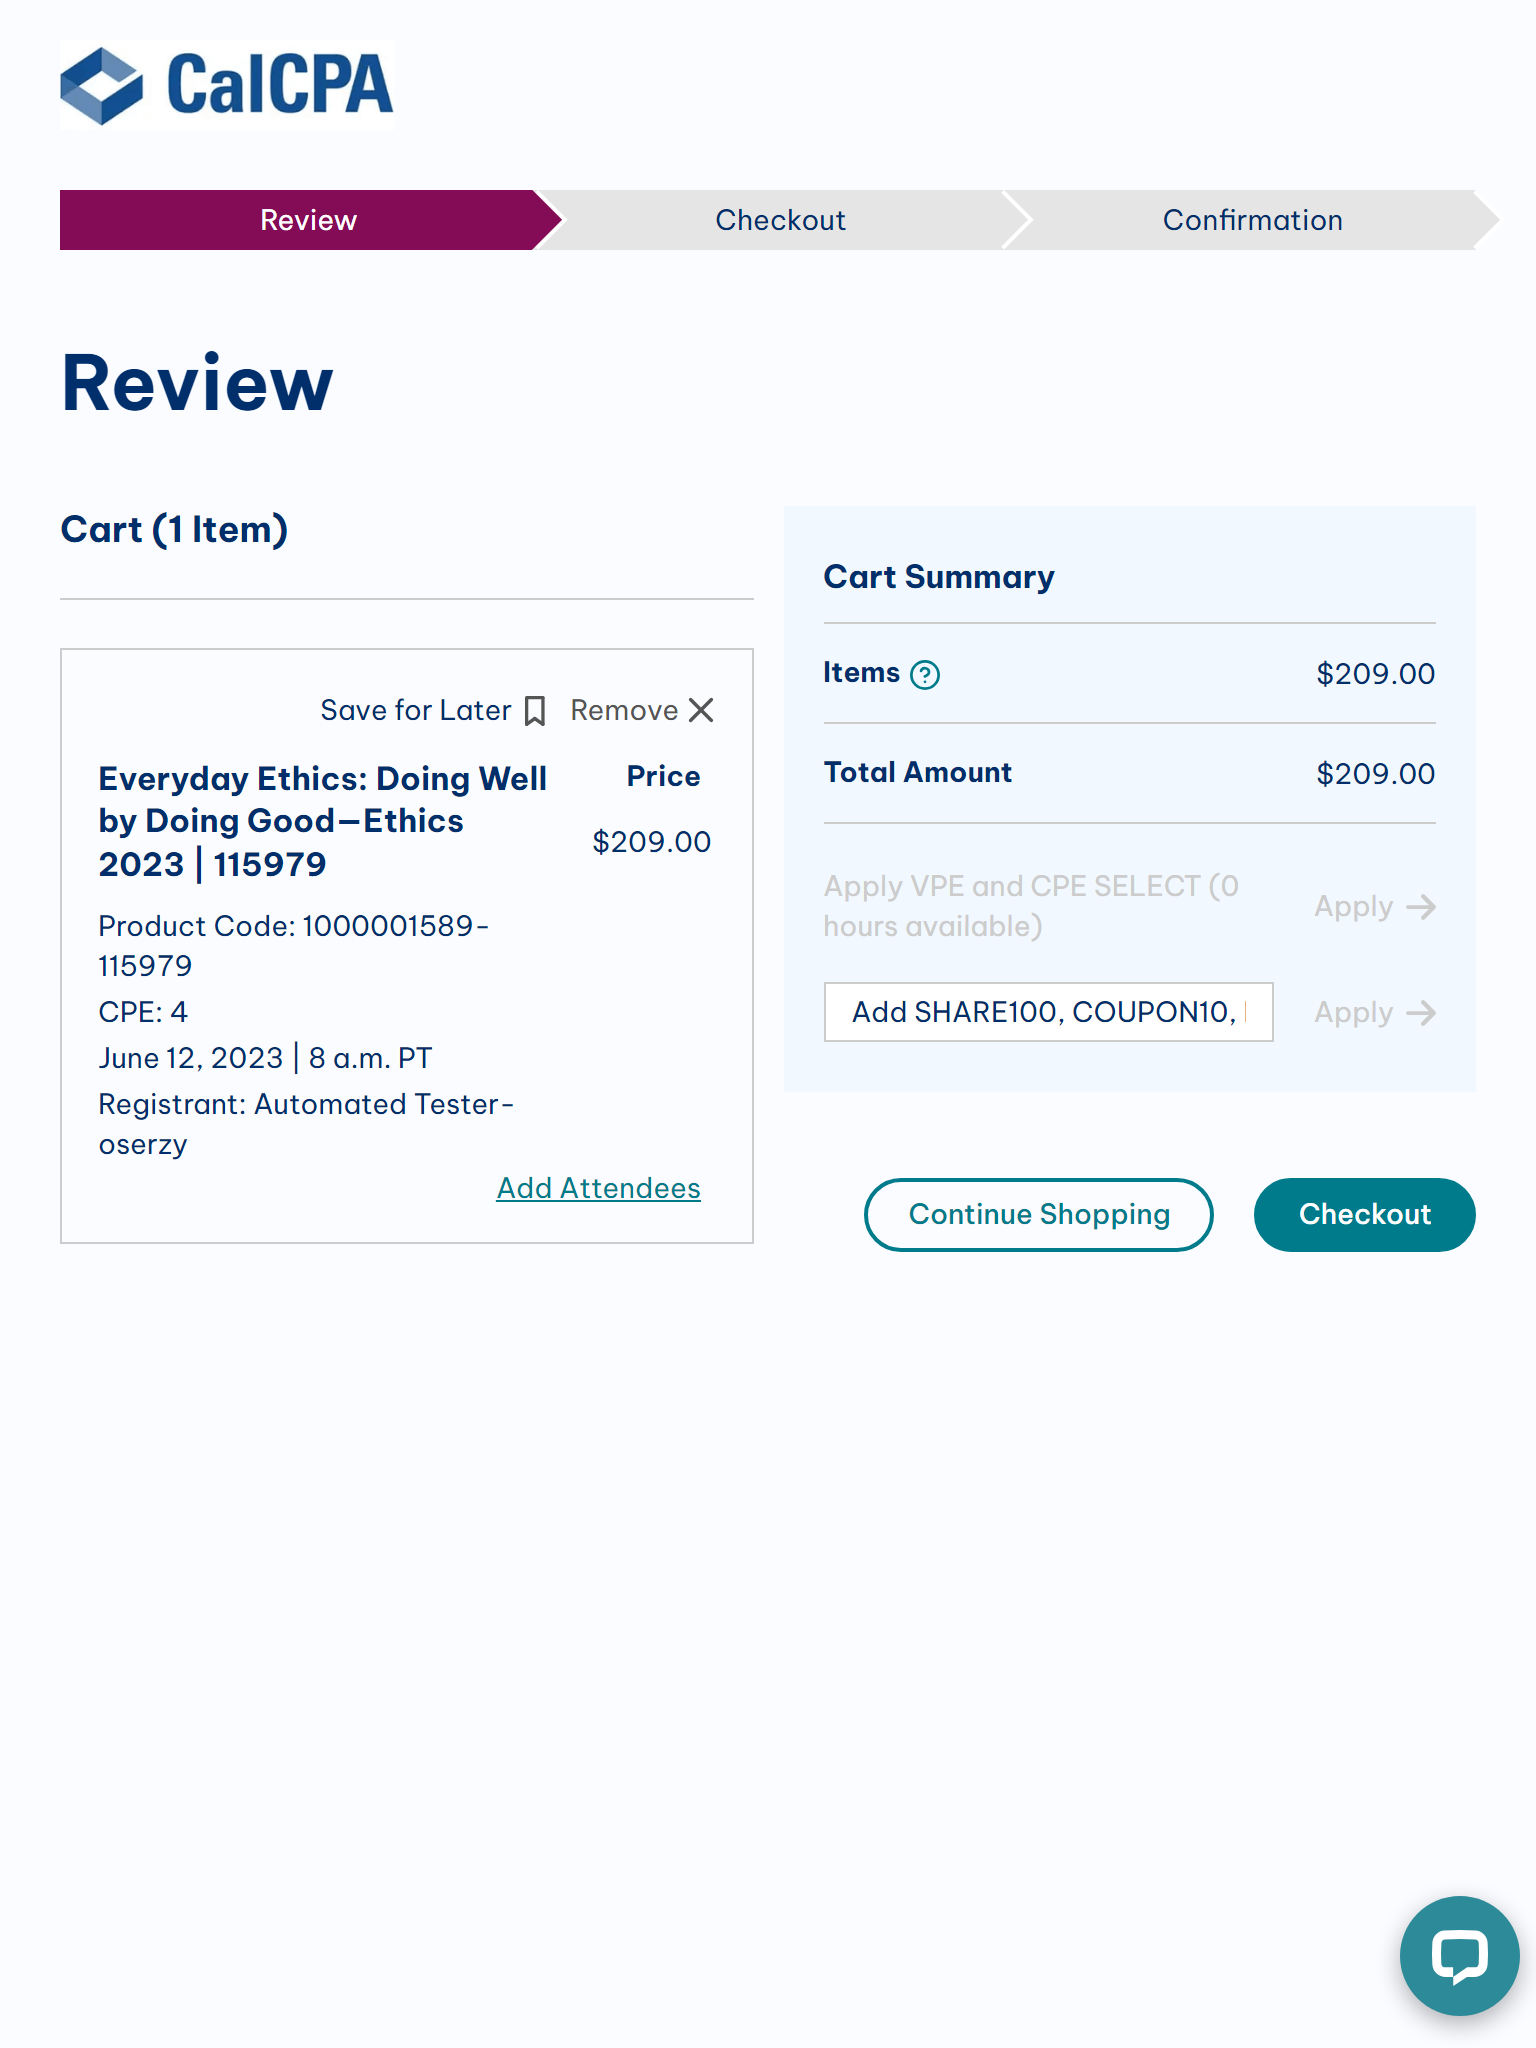 CalCPA
Review
Checkout
Confirmation
Review
Cart (1 Item)
Save for Later
Remove
Everyday Ethics: Doing Well
by Doing Good—Ethics
2023 | 115979
Price
$209.00
Product Code: 1000001589-
115979
CPE: 4
June 12, 2023 | 8 a.m. PT
Registrant: Automated Tester-
oserzy
Add Attendees
Cart Summary
Items ?
$209.00
Total Amount
$209.00
Apply VPE and CPE SELECT (0
hours available)
Apply
Add SHARE100, COUPON10,
Apply
Continue Shopping
Checkout